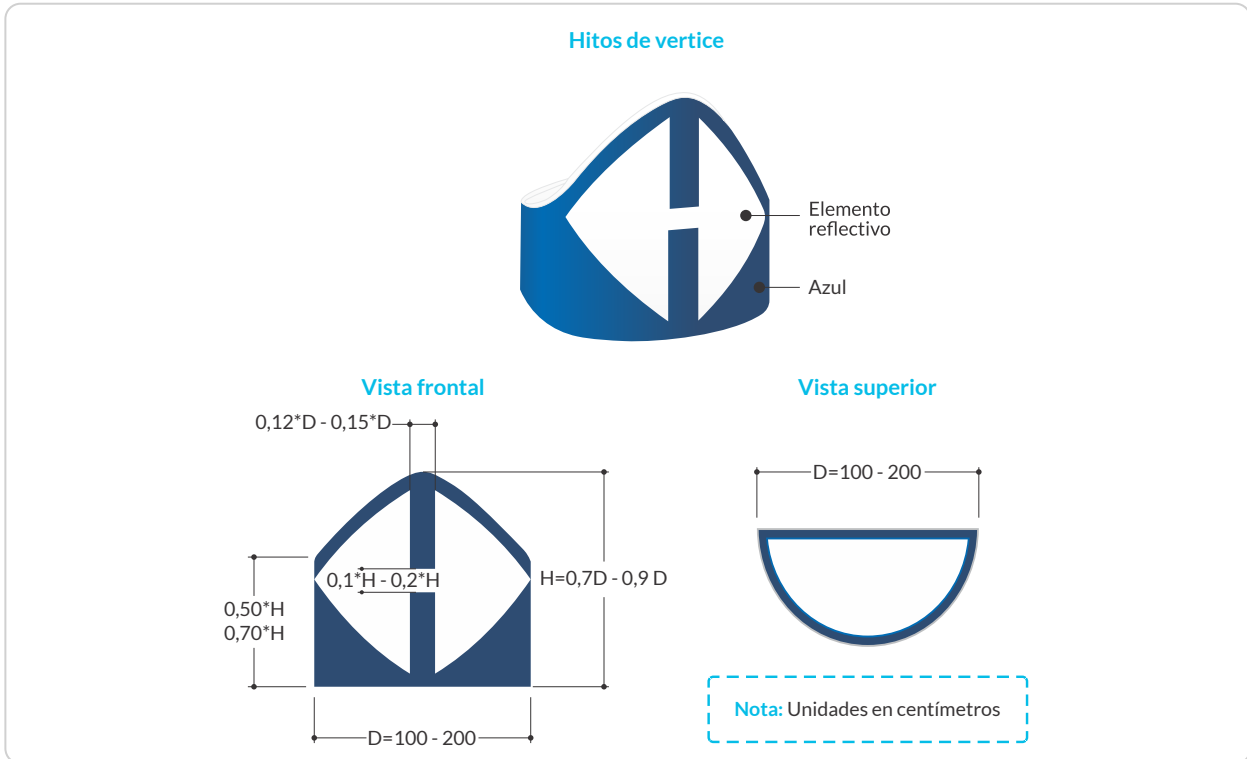 Hitos de vertice
Elemento
reflectivo
Azul
Vista frontal
Vista superior
0,12*D - 0,15*D
D=100 - 200
0,1*H - 0,2*H
H=0,7D - 0,9 D
0,50*H
0,70*H
D=100 - 200
Nota: Unidades en centímetros